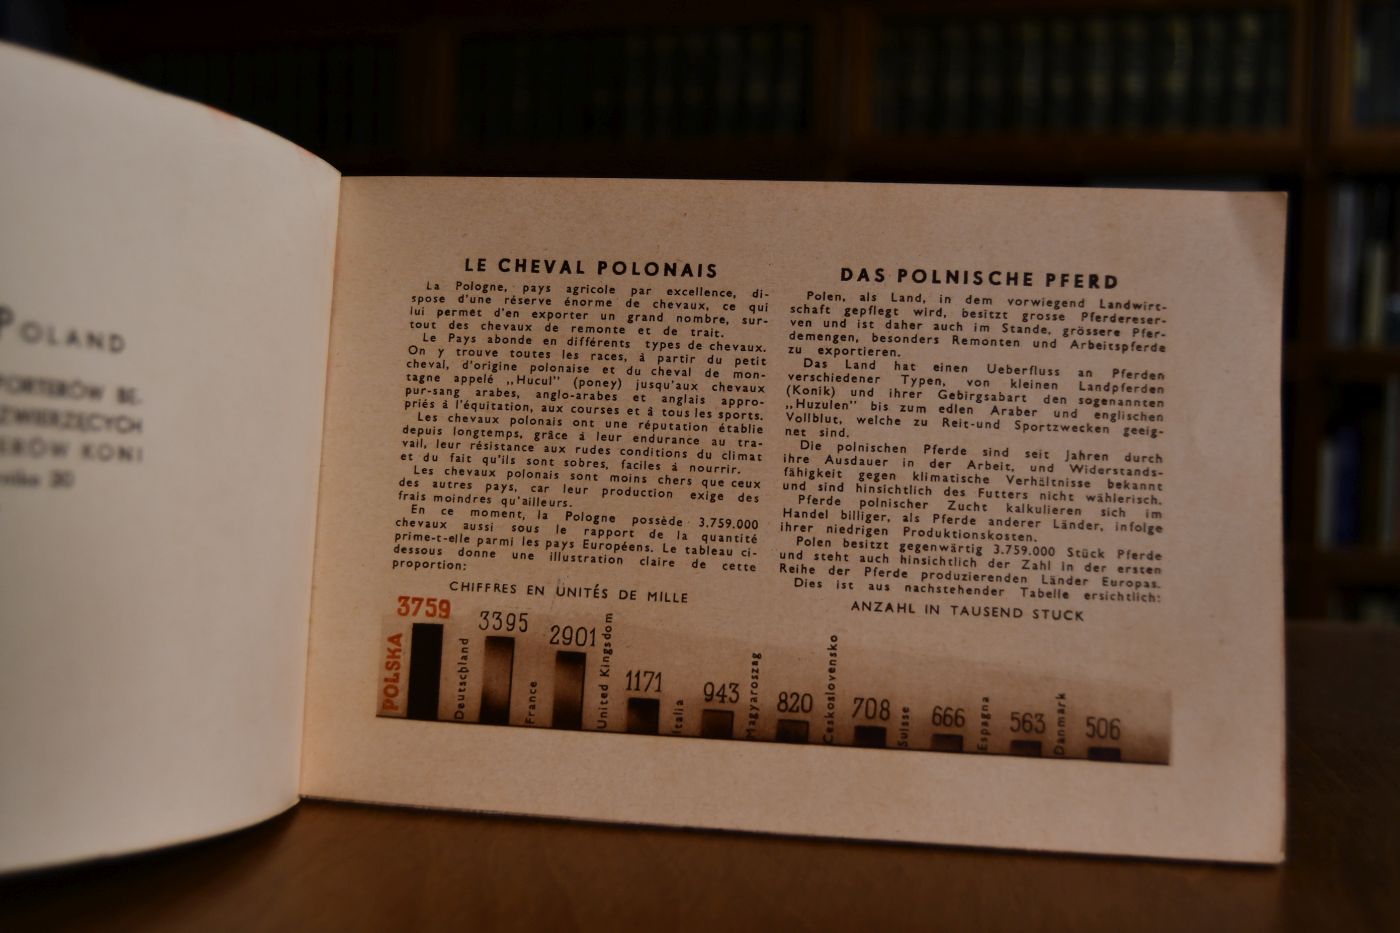 POLAND
PORTERÓW BE-
ZWIERZĘCYCH
ERÓW KONI
30
LE CHEVAL POLONAIS
La Pologne, pays agricole par excellence, di-
spose d'une réserve énorme de chevaux, ce qui
lui permet d'en exporter un grand nombre, sur-
tout des chevaux de remonte et de trait.
Le Pays abonde en différents types de chevaux.
On y trouve toutes les races, à partir du petit
cheval, d'origine polonaise et du cheval de mon-
tagne appelé „Hucul" (poney) jusqu'aux chevaux
pur-sang arabes, anglo-arabes et anglais appro-
priés à l'équitation, aux courses et â tous les sports.
Les chevaux polonais ont une réputation établie
depuis longtemps, grâce á leur endurance au tra-
vail, leur résistance aux rudes conditions du climat
et du fait qu'ils sont sobres, faciles á nourrir.
Les chevaux polonais sont moins chers que ceux
des autres pays, car leur production exige des
frais moindres qu'ailleurs.
En ce moment, la Pologne possède 3.759.000
chevaux aussi sous le rapport de la quantité
prime-t-elle parmi les pays Européens. Le tableau ci-
dessous donne une illustration claire de cette
proportion:
CHIFFRES EN UNITÉS DE MILLE
DAS POLNISCHE PFERD
Polen, als Land, in dem vorwiegend Landwirt-
schaft gepflegt wird, besitzt grosse Pferdereser-
ven und ist daher auch im Stande, grössere Pfer-
demengen, besonders Remonten und Arbeitspferde
zu exportieren.
Das Land hat einen Ueberfluss an Pferden
verschiedener Typen, von kleinen Landpferden
(Konik) und ihrer Gebirgsabart den sogenannten
„Huzulen" bis zum edlen Araber und englischen
Vollblut, welche zu Reit-und Sportzwecken geeig-
net sind.
Die polnischen Pferde sind seit Jahren durch
ihre Ausdauer in der Arbeit, und Widerstands-
fähigkeit gegen klimatische Verhältnisse bekannt
und sind hinsichtlich des Futters nicht wählerisch.
Pferde polnischer Zucht kalkulieren sich im
Handel billiger, als Pferde anderer Länder, infolge
ihrer niedrigen Produktionskosten.
Polen besitzt gegenwärtig 3.759.000 Stück Pferde
und steht auch hinsichtlich der Zahl in der ersten
Reihe der Pferde produzierenden Länder Europas.
Dies ist aus nachstehender Tabelle ersichtlich:
ANZAHL IN TAUSEND STUCK
POLSKA 3759
Deutschland 3395
France 2901
United Kingsdom 1171
Italia 943
Magyaroszag 820
Ceskoslovensko 708
Suisse 666
Espagna 563
Danmark 506